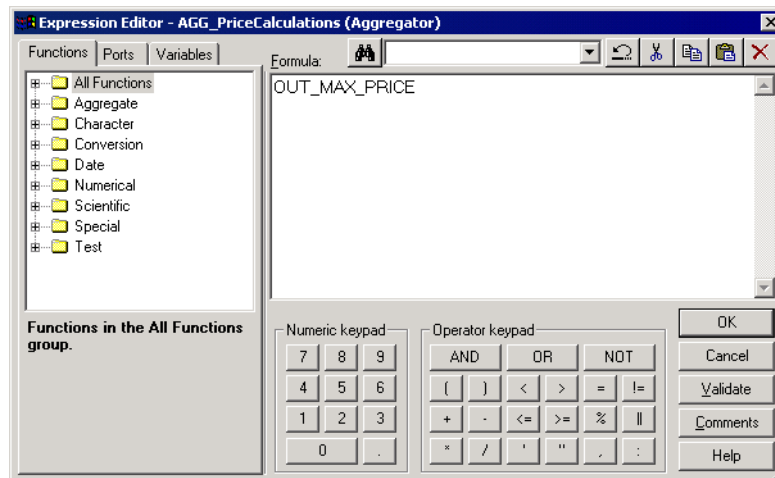 Expression Editor - AGG_PriceCalculations (Aggregator)
Functions Ports Variables
Formula:
OUT_MAX_PRICE
All Functions
Aggregate
Character
Conversion
Date
Numerical
Scientific
Special
Test
Functions in the All Functions
group.
Numeric keypad
7 8 9
4 5 6
1 2 3
0 .
Operator keypad
AND OR NOT
( ) < > = !=
+ - <= >= % ||
* / ' " , :
OK
Cancel
Validate
Comments
Help